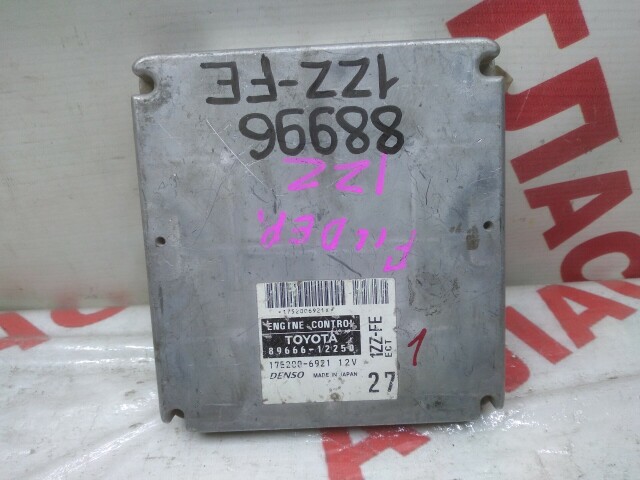 1ZZ-FE
88996
1ZZ
*1752006921*
ENGINE CONTROL
TOYOTA
89666-12250
175200-6921 12V
DENSO MADE IN JAPAN
1ZZ-FE
ECT
27
1